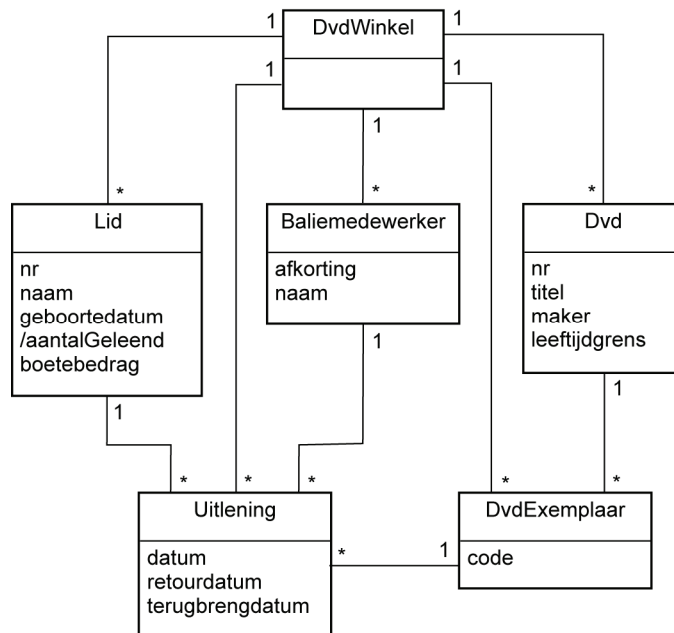 DvdWinkel
1
1
1
1
1
*
*
*
Lid
nr
naam
geboortedatum
/aantalGeleend
boetebedrag
Baliemedewerker
afkorting
naam
Dvd
nr
titel
maker
leeftijdgrens
1
1
1
*
*
*
*
*
Uitlening
datum
retourdatum
terugbrengdatum
*
1
DvdExemplaar
code